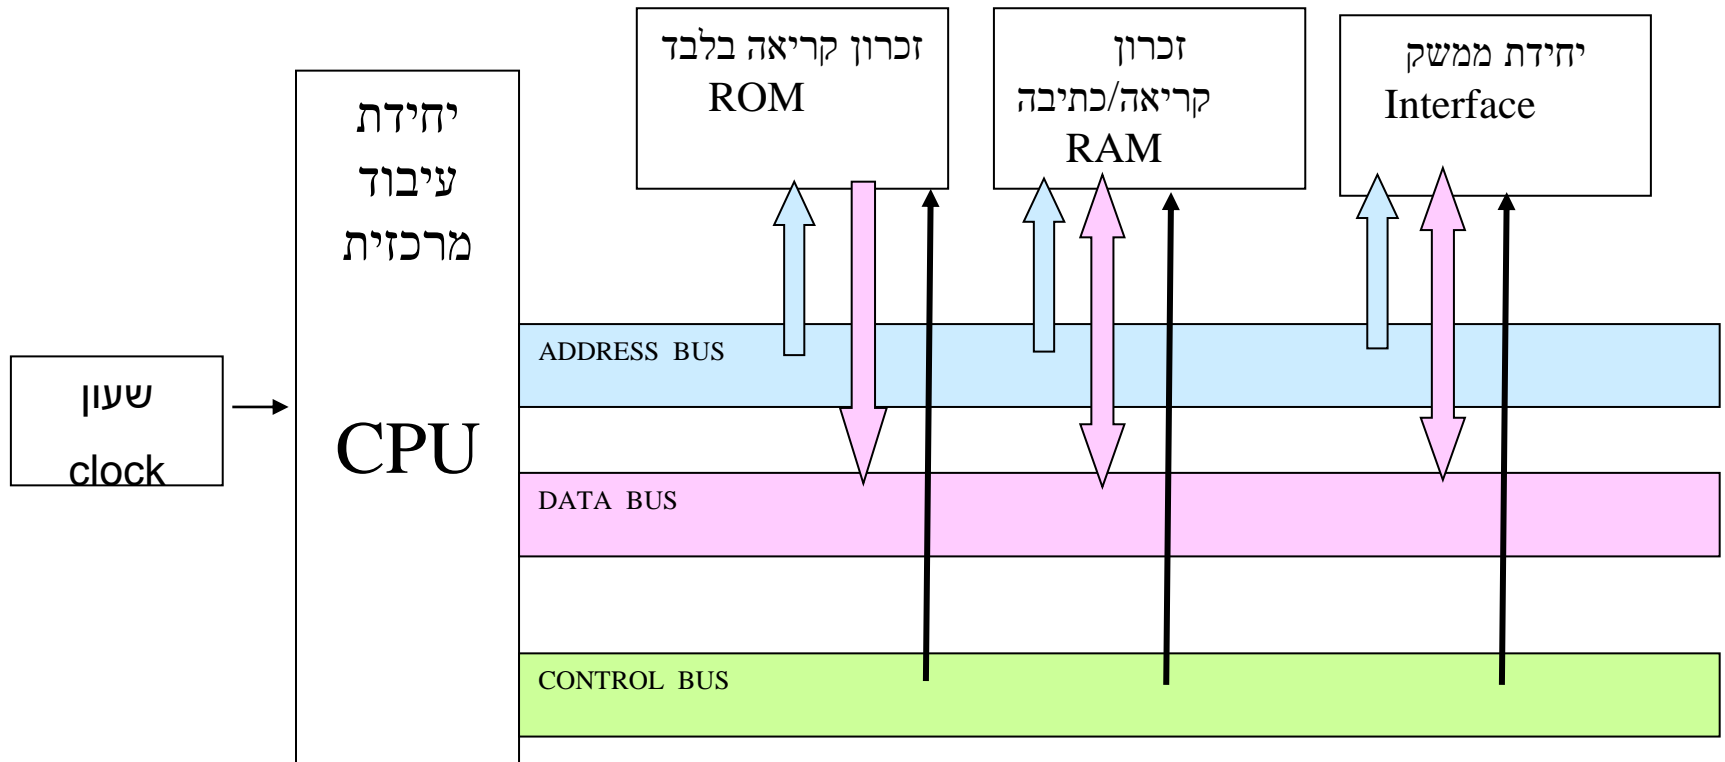 זכרון קריאה בלבד
ROM
זכרון
קריאה/כתיבה
RAM
יחידת ממשק
Interface
יחידת
עיבוד
מרכזית
CPU
שעון
clock
ADDRESS BUS
DATA BUS
CONTROL BUS